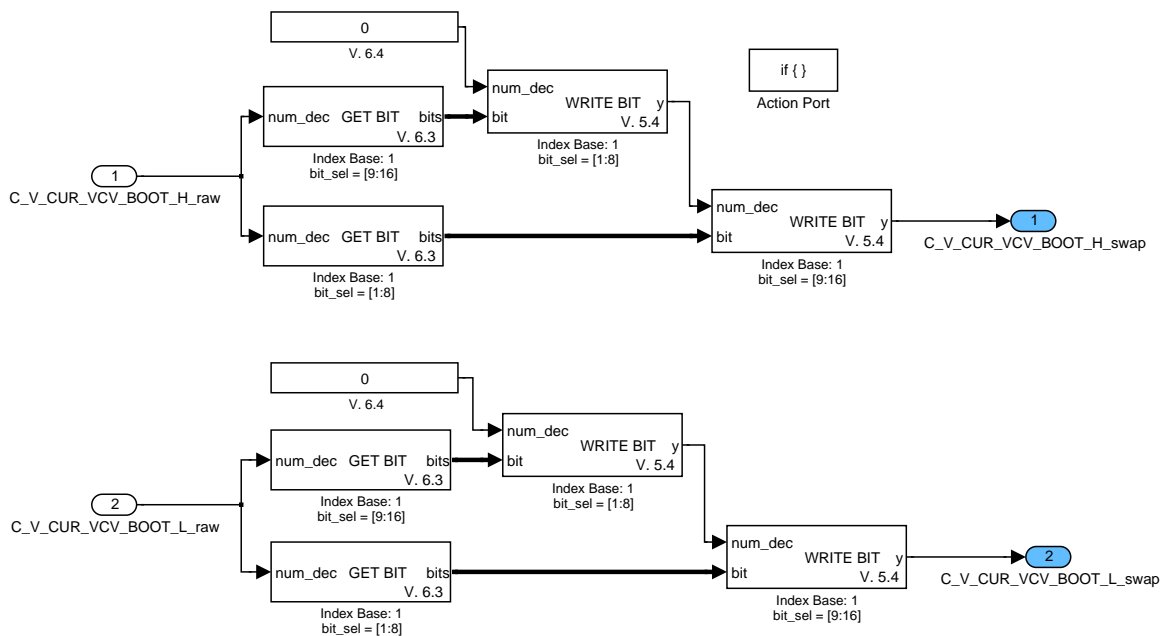 0
V. 6.4
num_dec
WRITE BIT
y
bit
V. 5.4
Index Base: 1
bit_sel = [1:8]
if { }
Action Port
num_dec
GET BIT
bits
V. 6.3
Index Base: 1
bit_sel = [9:16]
1
C_V_CUR_VCV_BOOT_H_raw
num_dec
GET BIT
bits
V. 6.3
Index Base: 1
bit_sel = [1:8]
num_dec
WRITE BIT
y
bit
V. 5.4
Index Base: 1
bit_sel = [9:16]
1
C_V_CUR_VCV_BOOT_H_swap
0
V. 6.4
num_dec
WRITE BIT
y
bit
V. 5.4
Index Base: 1
bit_sel = [1:8]
num_dec
GET BIT
bits
V. 6.3
Index Base: 1
bit_sel = [9:16]
2
C_V_CUR_VCV_BOOT_L_raw
num_dec
GET BIT
bits
V. 6.3
Index Base: 1
bit_sel = [1:8]
num_dec
WRITE BIT
y
bit
V. 5.4
Index Base: 1
bit_sel = [9:16]
2
C_V_CUR_VCV_BOOT_L_swap